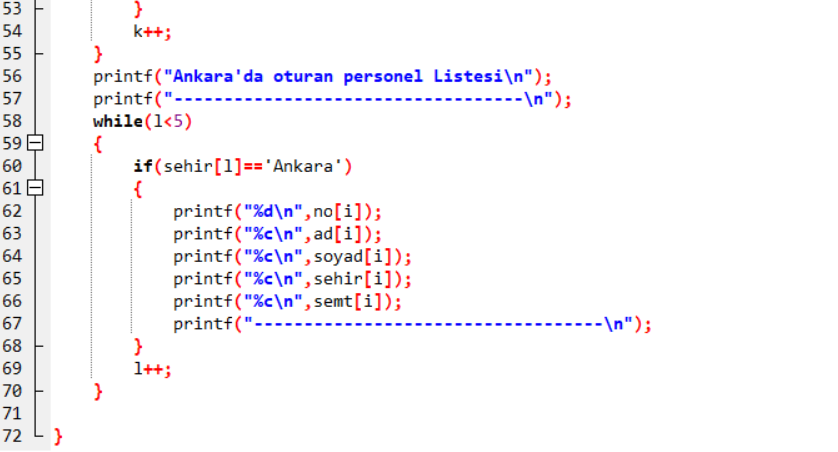 53 }
54 k++;
55 }
56 printf("Ankara'da oturan personel Listesi\n");
57 printf("-----------------------------------\n");
58 while(l<5)
59 {
60 if(sehir[l]=='Ankara')
61 {
62 printf("%d\n",no[i]);
63 printf("%c\n",ad[i]);
64 printf("%c\n",soyad[i]);
65 printf("%c\n",sehir[i]);
66 printf("%c\n",semt[i]);
67 printf("-----------------------------------\n");
68 }
69 l++;
70 }
71
72 }